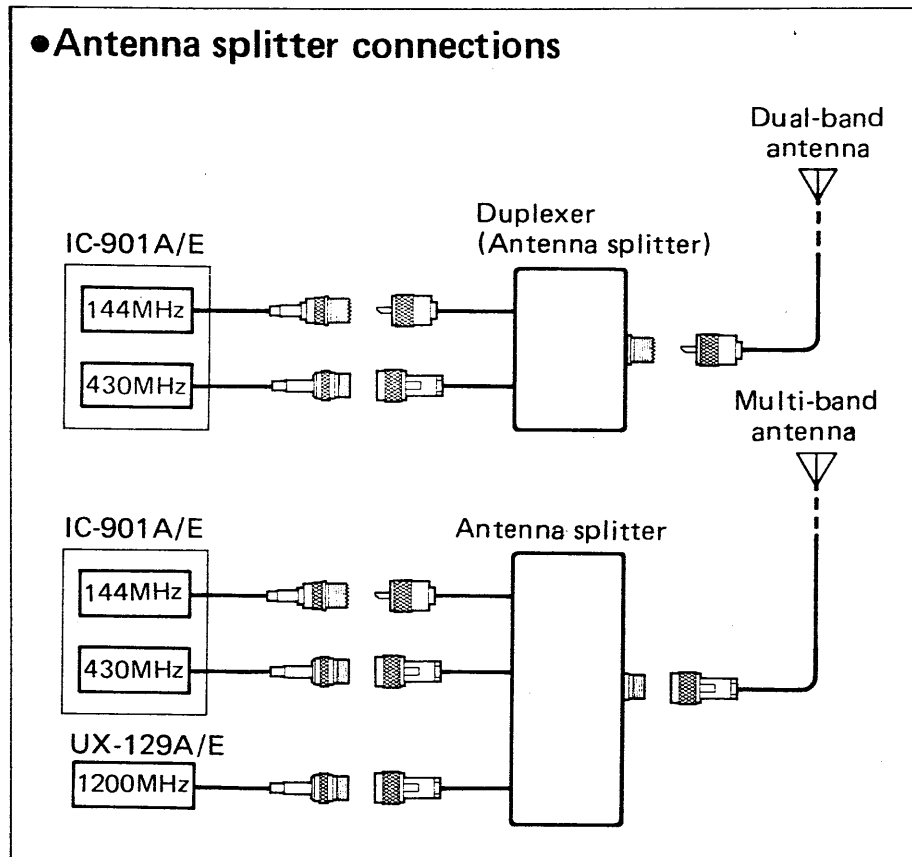 ●Antenna splitter connections
Dual-band
antenna
Duplexer
(Antenna splitter)
IC-901A/E
144MHz
430MHz
Multi-band
antenna
IC-901A/E
Antenna splitter
144MHz
430MHz
UX-129A/E
1200MHz